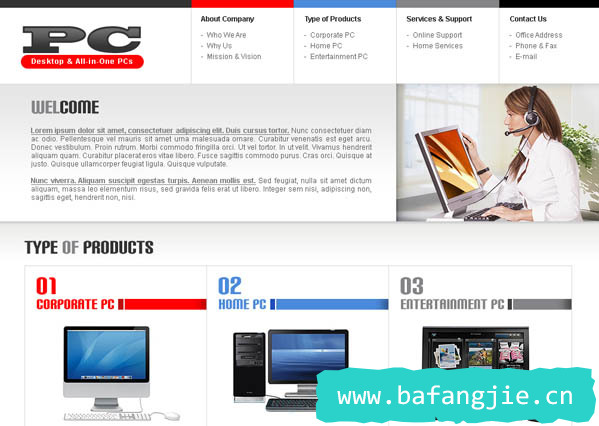 PC
Desktop & All-in-One PCs
About Company
- Who We Are
- Why Us
- Mission & Vision
Type of Products
- Corporate PC
- Home PC
- Entertainment PC
Services & Support
- Online Support
- Home Services
Contact Us
- Office Address
- Phone & Fax
- E-mail
WELCOME
Lorem ipsum dolor sit amet, consectetuer adipiscing elit. Duis cursus tortor. Nunc consectetuer diam
ac odio. Pellentesque vel mauris sit amet urna malesuada ornare. Curabitur venenatis est eget arcu.
Donec vestibulum. Proin rutrum. Morbi commodo fringilla orci. Ut vel tortor. In ut velit. Vivamus hendrerit
aliquam quam. Curabitur placerat eros vitae libero. Fusce sagittis commodo purus. Cras orci. Quisque at
justo. Quisque ullamcorper feugiat ligula. Quisque vulputate.
Nunc viverra. Aliquam suscipit egestas turpis. Aenean mollis est. Sed feugiat, nulla sit amet dictum
aliquam, massa leo elementum risus, sed gravida felis erat ut libero. Integer sem nisi, adipiscing non,
sagittis eget, hendrerit non, nisi.
TYPE OF PRODUCTS
01
CORPORATE PC
02
HOME PC
03
ENTERTAINMENT PC
www.bafangjie.cn